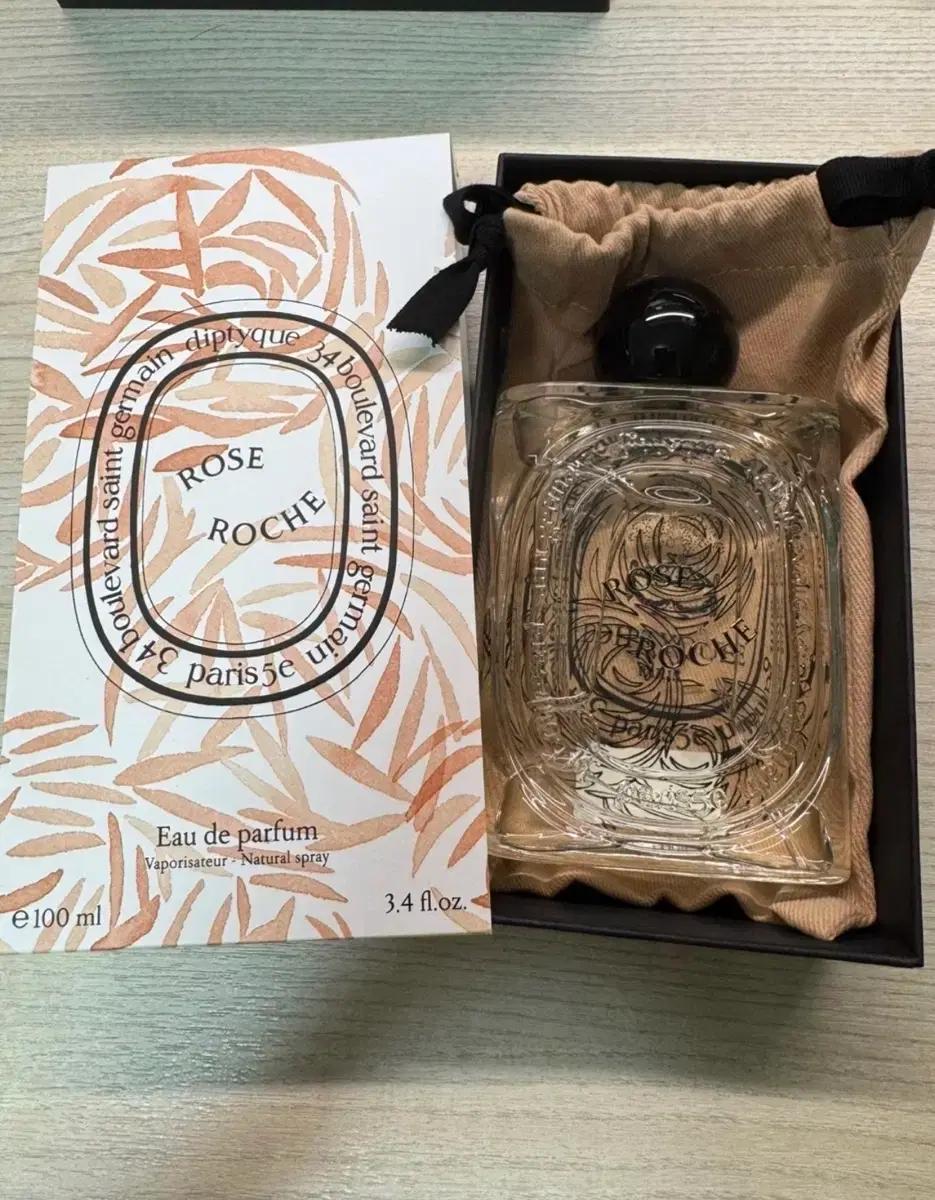 diptyque 34 boulevard saint germain paris 5e 34 boulevard saint germain
ROSE
ROCHE
Eau de parfum
Vaporisateur - Natural spray
e 100 ml
3.4 fl.oz.
ROSE
ROCHE
paris 5e